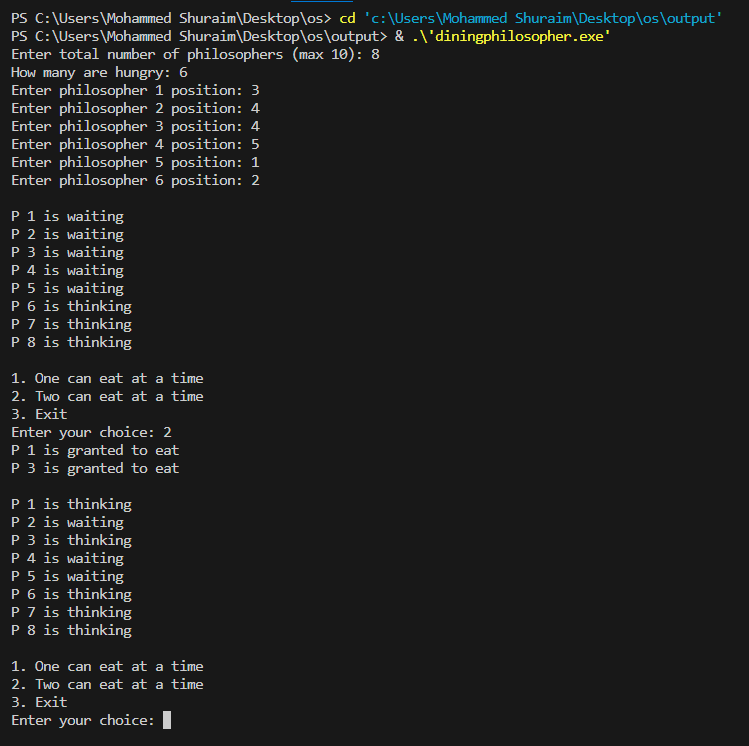 PS C:\Users\Mohammed Shuraim\Desktop\os> cd 'c:\Users\Mohammed Shuraim\Desktop\os\output'
PS C:\Users\Mohammed Shuraim\Desktop\os\output> & .\'diningphilosopher.exe'
Enter total number of philosophers (max 10): 8
How many are hungry: 6
Enter philosopher 1 position: 3
Enter philosopher 2 position: 4
Enter philosopher 3 position: 4
Enter philosopher 4 position: 5
Enter philosopher 5 position: 1
Enter philosopher 6 position: 2

P 1 is waiting
P 2 is waiting
P 3 is waiting
P 4 is waiting
P 5 is waiting
P 6 is thinking
P 7 is thinking
P 8 is thinking

1. One can eat at a time
2. Two can eat at a time
3. Exit
Enter your choice: 2
P 1 is granted to eat
P 3 is granted to eat

P 1 is thinking
P 2 is waiting
P 3 is thinking
P 4 is waiting
P 5 is waiting
P 6 is thinking
P 7 is thinking
P 8 is thinking

1. One can eat at a time
2. Two can eat at a time
3. Exit
Enter your choice: